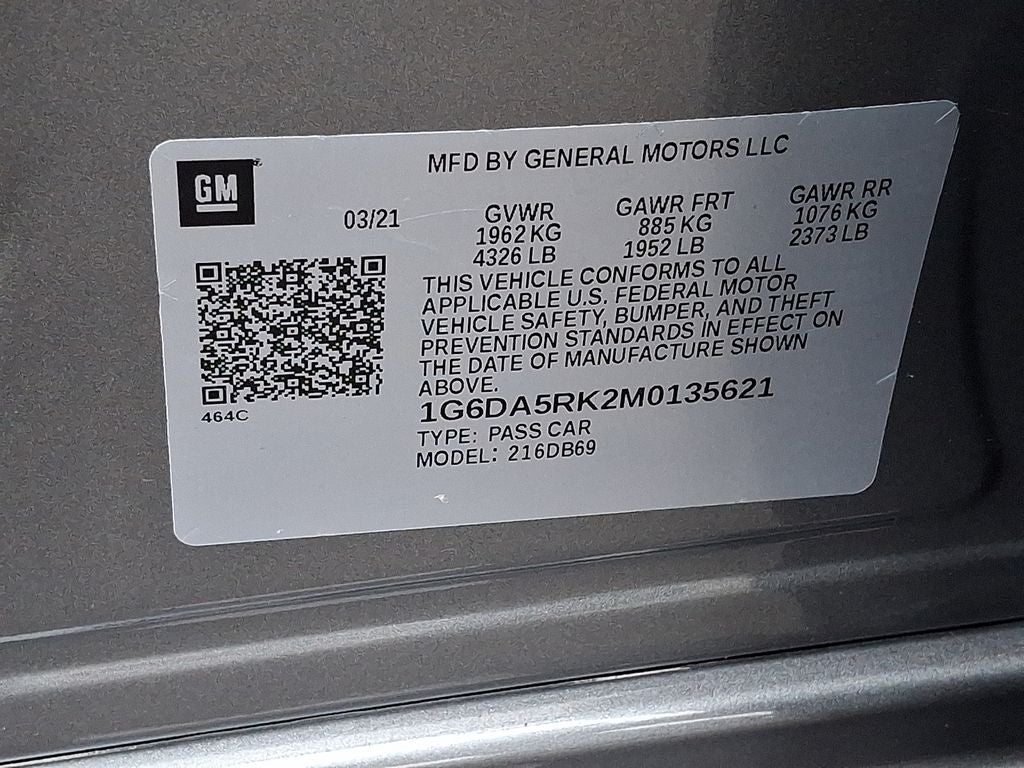 GM
MFD BY GENERAL MOTORS LLC
03/21
GVWR
1962 KG
4326 LB
GAWR FRT
885 KG
1952 LB
GAWR RR
1076 KG
2373 LB
THIS VEHICLE CONFORMS TO ALL
APPLICABLE U.S. FEDERAL MOTOR
VEHICLE SAFETY, BUMPER, AND THEFT
PREVENTION STANDARDS IN EFFECT ON
THE DATE OF MANUFACTURE SHOWN
ABOVE.
1G6DA5RK2M0135621
TYPE: PASS CAR
MODEL: 216DB69
464C